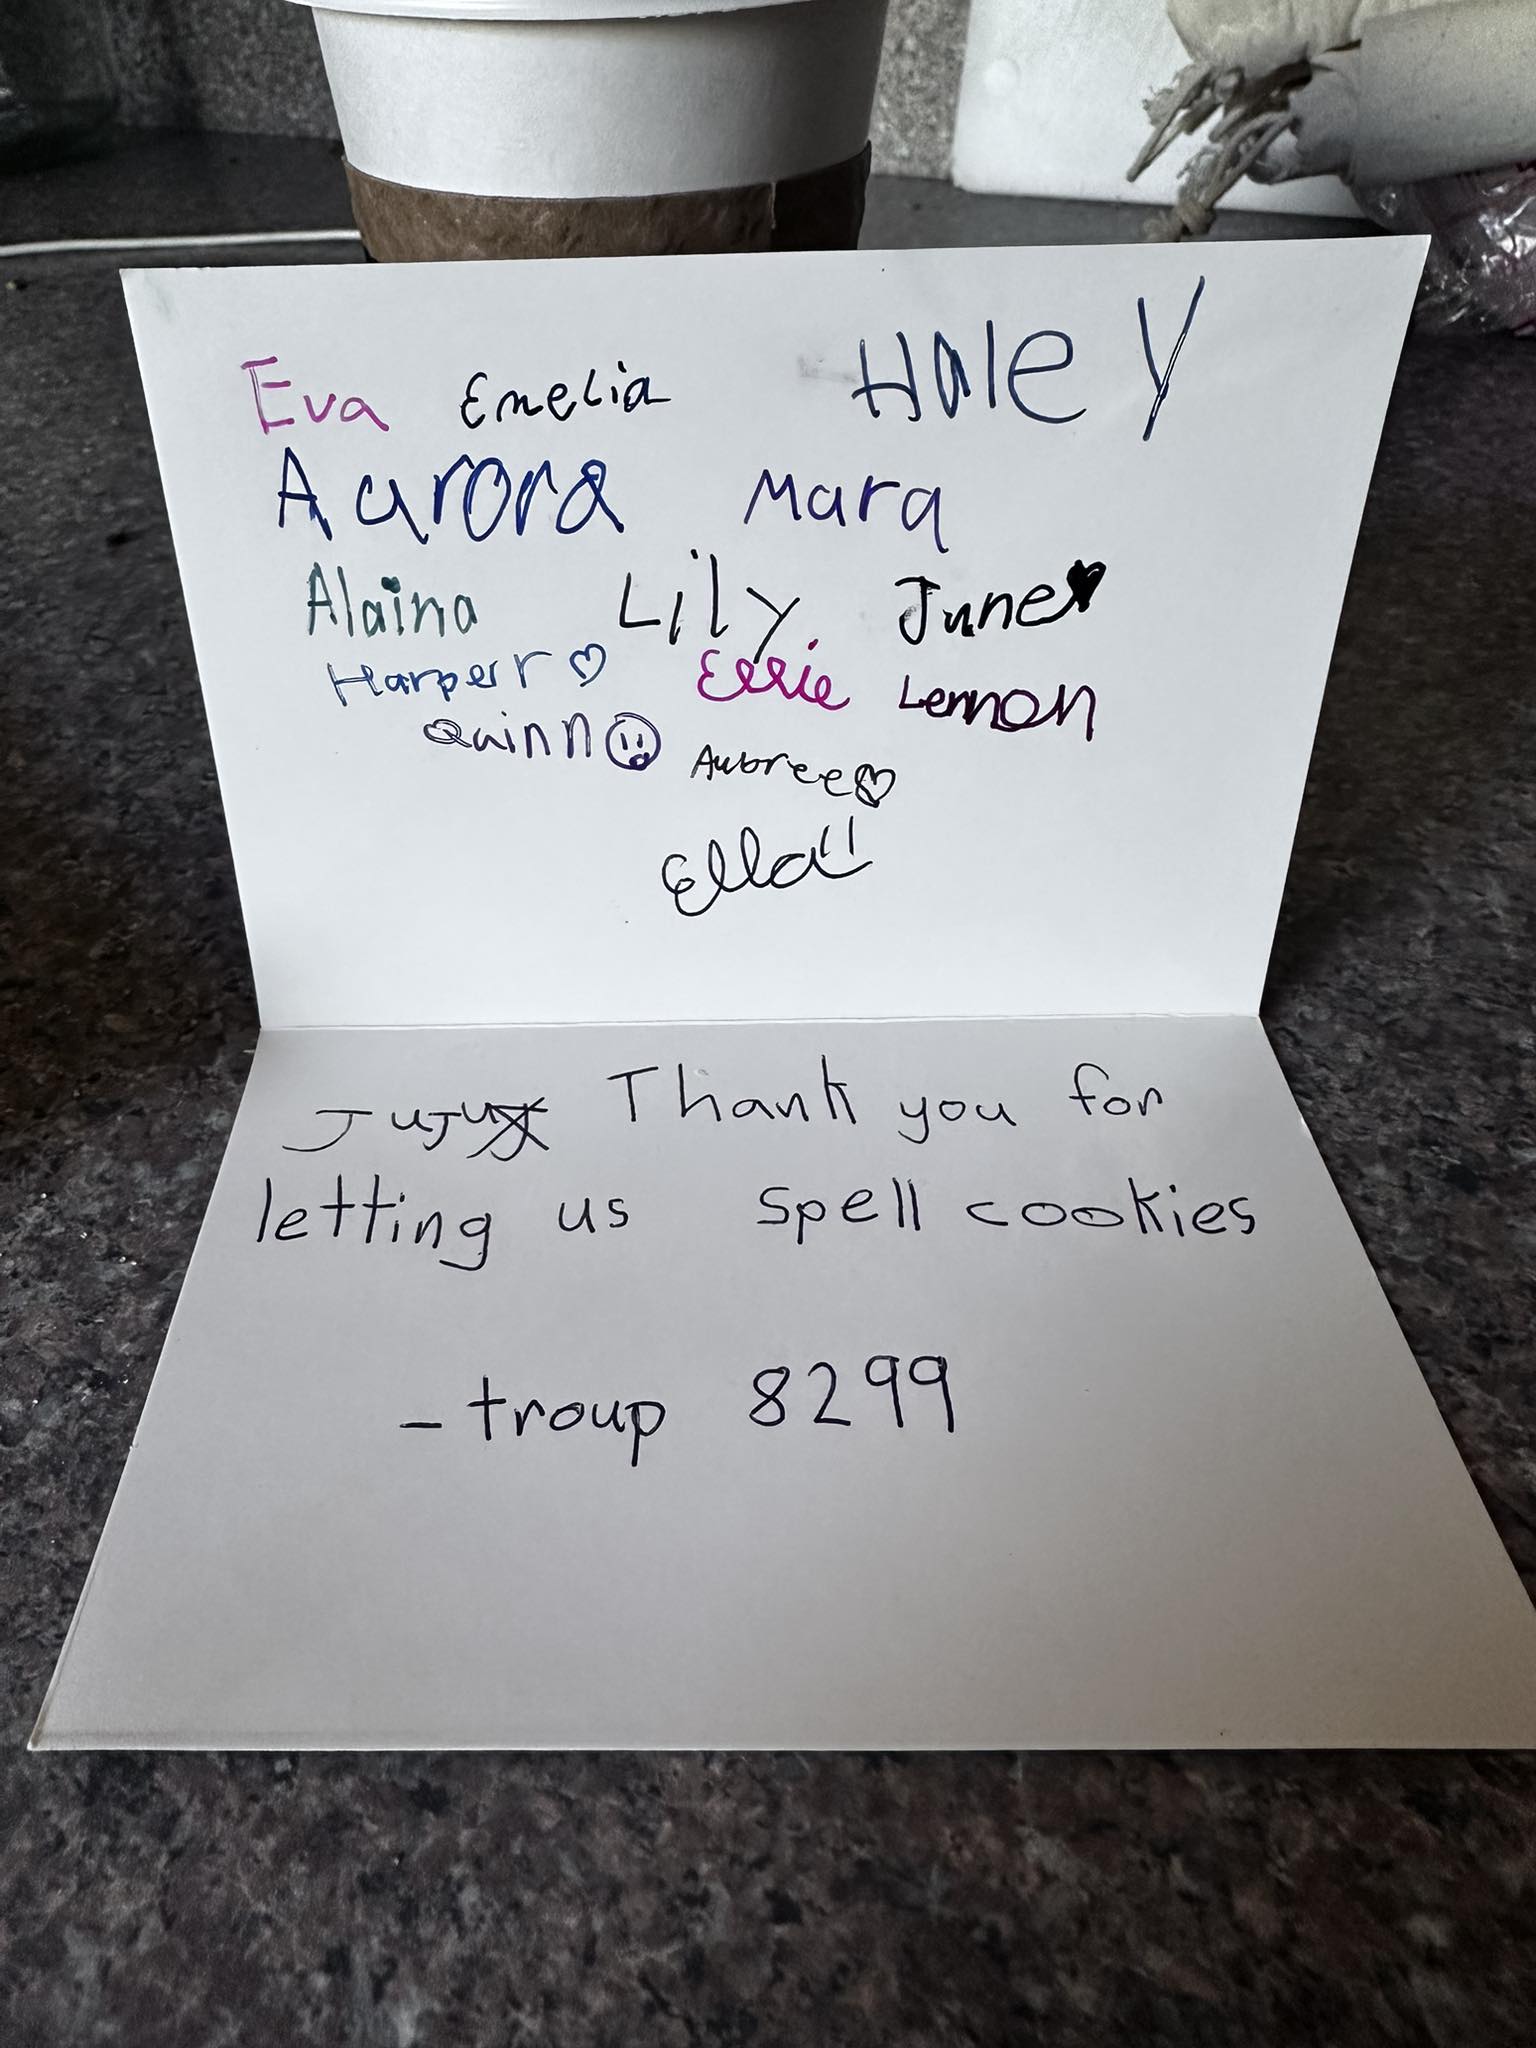 Eva Emelia Haley
Aurora Mara
Alaina Lily June
Harper r Ellie Lennon
Quinn Aubree
Ella
Juju Thank you for
letting us spell cookies
- troup 8299